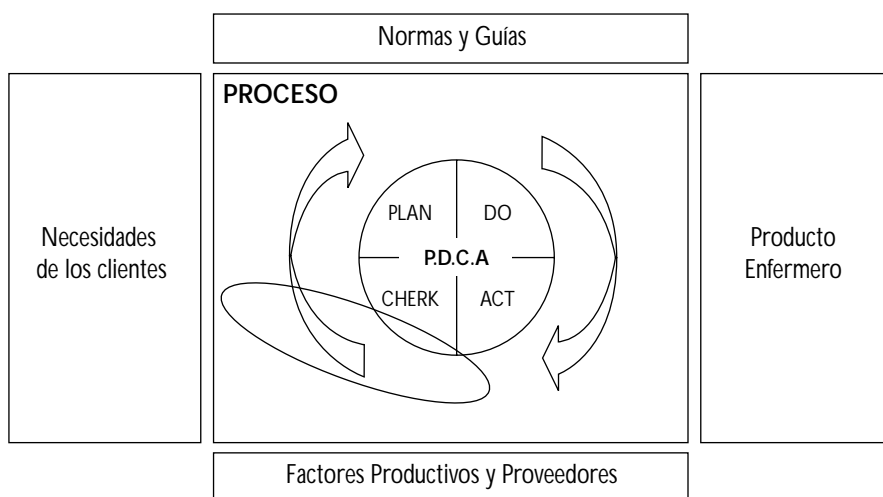 Normas y Guías
PROCESO
Necesidades
de los clientes
PLAN
DO
P.D.C.A
CHERK
ACT
Producto
Enfermero
Factores Productivos y Proveedores